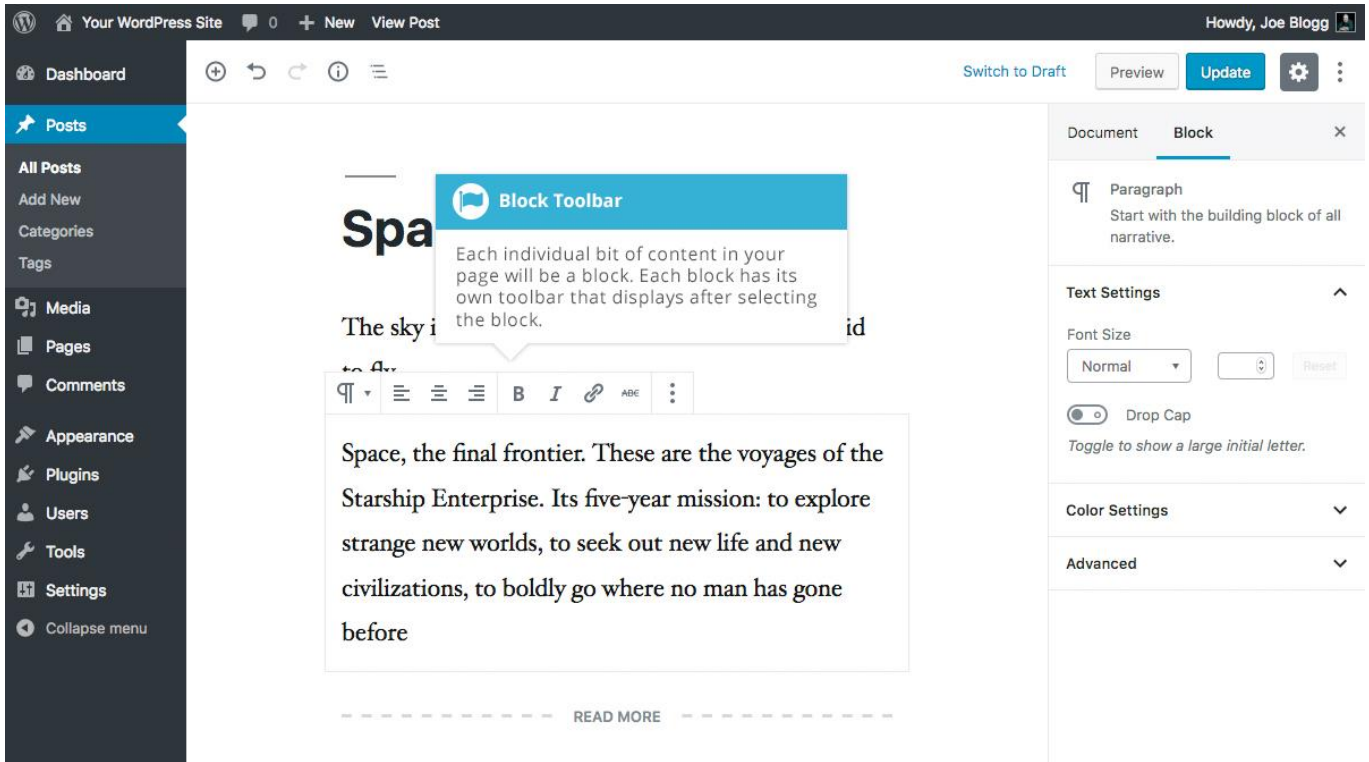 Your WordPress Site 0 + New View Post Howdy, Joe Blogg
Dashboard
Posts
All Posts
Add New
Categories
Tags
Media
Pages
Comments
Appearance
Plugins
Users
Tools
Settings
Collapse menu
Switch to Draft Preview Update
Spa
Block Toolbar
Each individual bit of content in your
page will be a block. Each block has its
own toolbar that displays after selecting
the block.
The sky i
B I ABC
Space, the final frontier. These are the voyages of the
Starship Enterprise. Its five-year mission: to explore
strange new worlds, to seek out new life and new
civilizations, to boldly go where no man has gone
before
READ MORE
Document Block
Paragraph
Start with the building block of all
narrative.
Text Settings
Font Size
Normal Reset
Drop Cap
Toggle to show a large initial letter.
Color Settings
Advanced